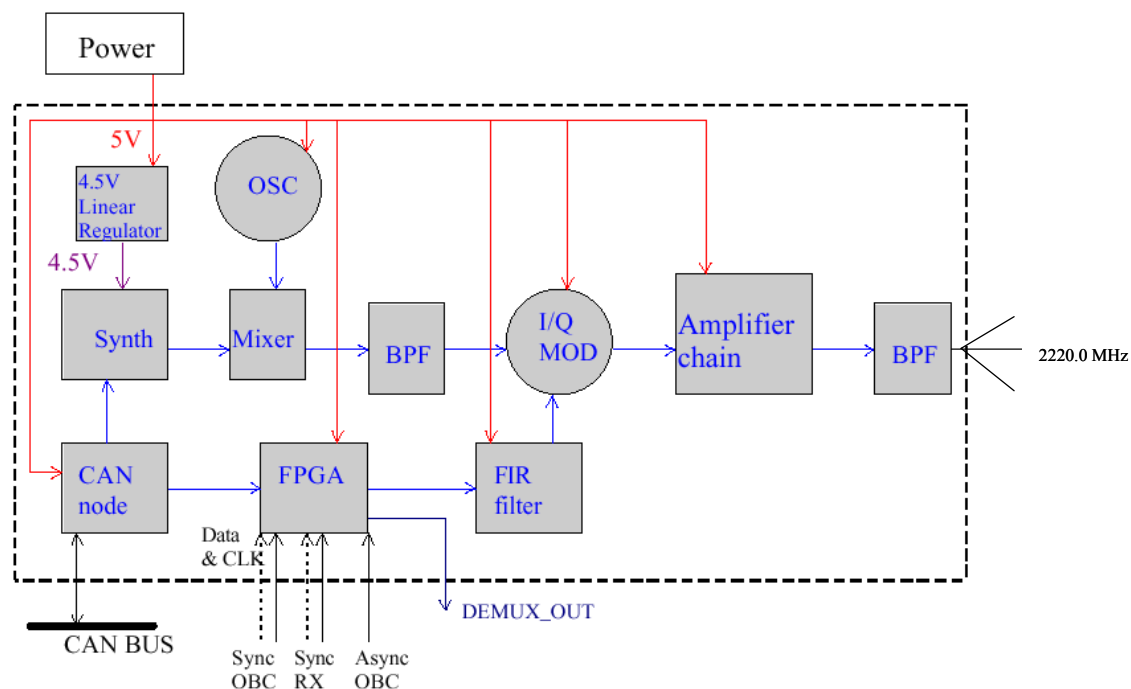 Power
5V
4.5V
Linear
Regulator
OSC
4.5V
Synth
Mixer
BPF
I/Q
MOD
Amplifier
chain
BPF
2220.0 MHz
CAN
node
FPGA
FIR
filter
Data
& CLK
DEMUX_OUT
CAN BUS
Sync
OBC
Sync
RX
Async
OBC